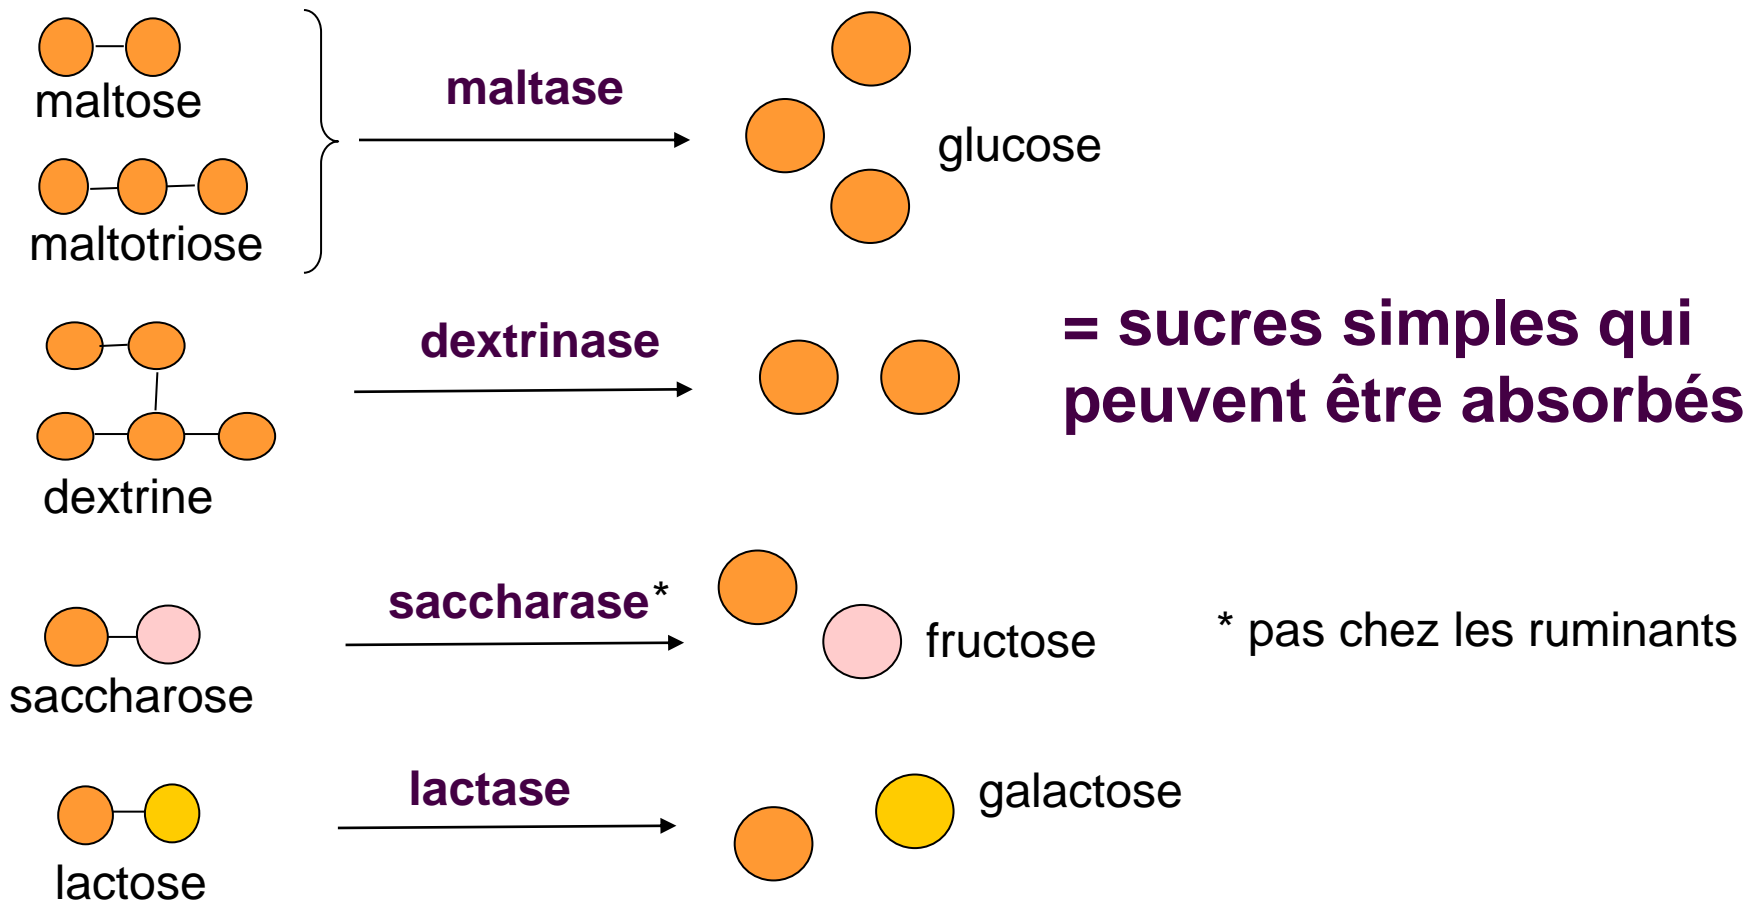 maltose
maltase
glucose
maltotriose
dextrinase
= sucres simples qui
peuvent être absorbés
dextrine
saccharase*
fructose
* pas chez les ruminants
saccharose
lactase
galactose
lactose